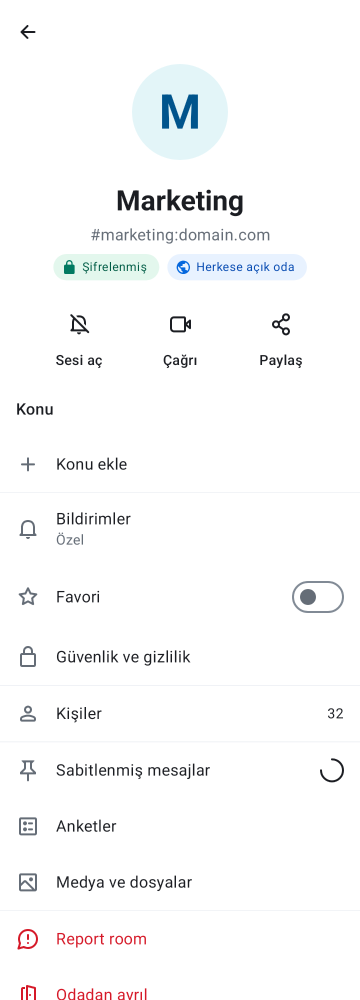 M
Marketing
#marketing:domain.com
Şifrelenmiş
Herkese açık oda
Sesi aç
Çağrı
Paylaş
Konu
Konu ekle
Bildirimler
Özel
Favori
Güvenlik ve gizlilik
Kişiler
32
Sabitlenmiş mesajlar
Anketler
Medya ve dosyalar
Report room
Odadan ayrıl